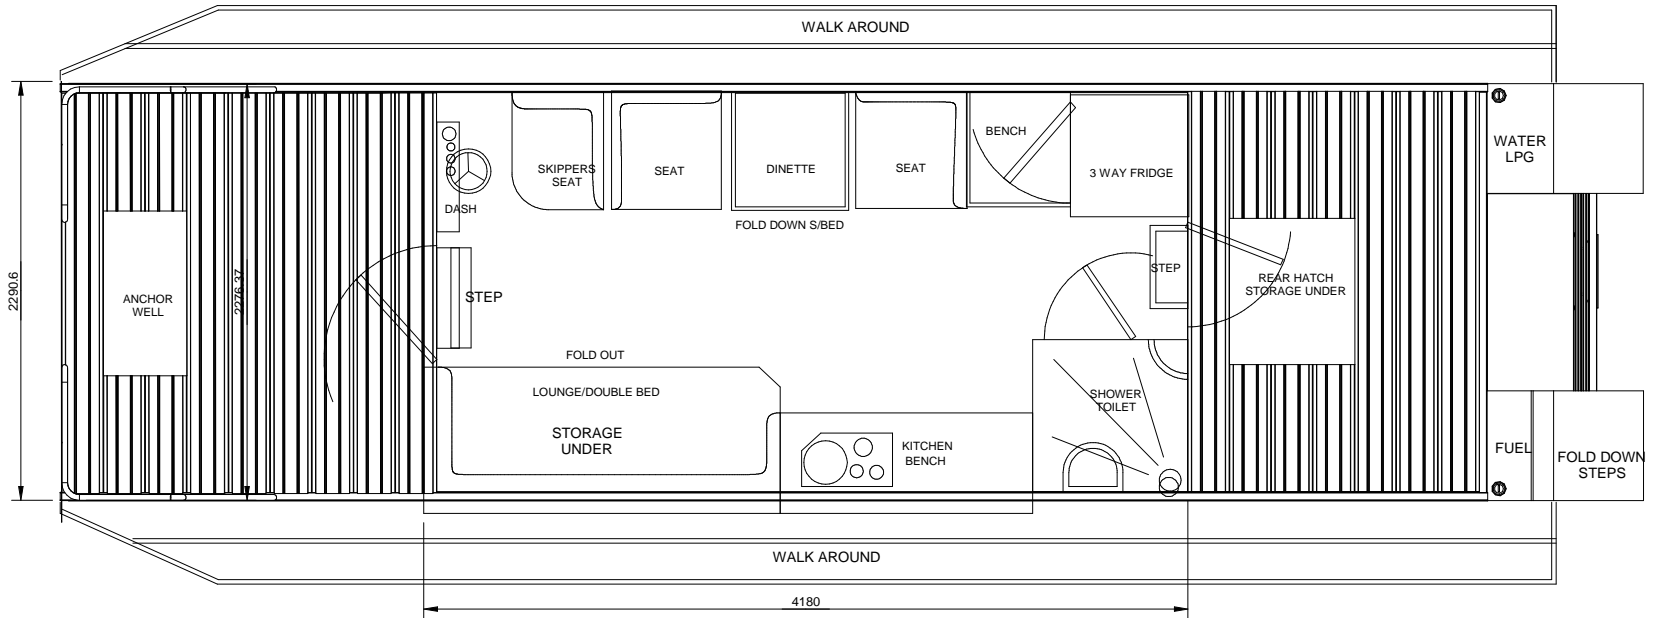 WALK AROUND
2290.6
2276.37
ANCHOR
WELL
DASH
STEP
SKIPPERS
SEAT
SEAT
DINETTE
FOLD DOWN S/BED
SEAT
BENCH
3 WAY FRIDGE
STEP
REAR HATCH
STORAGE UNDER
WATER
LPG
FOLD OUT
LOUNGE/DOUBLE BED
STORAGE
UNDER
KITCHEN
BENCH
SHOWER
TOILET
FUEL
FOLD DOWN
STEPS
WALK AROUND
4180